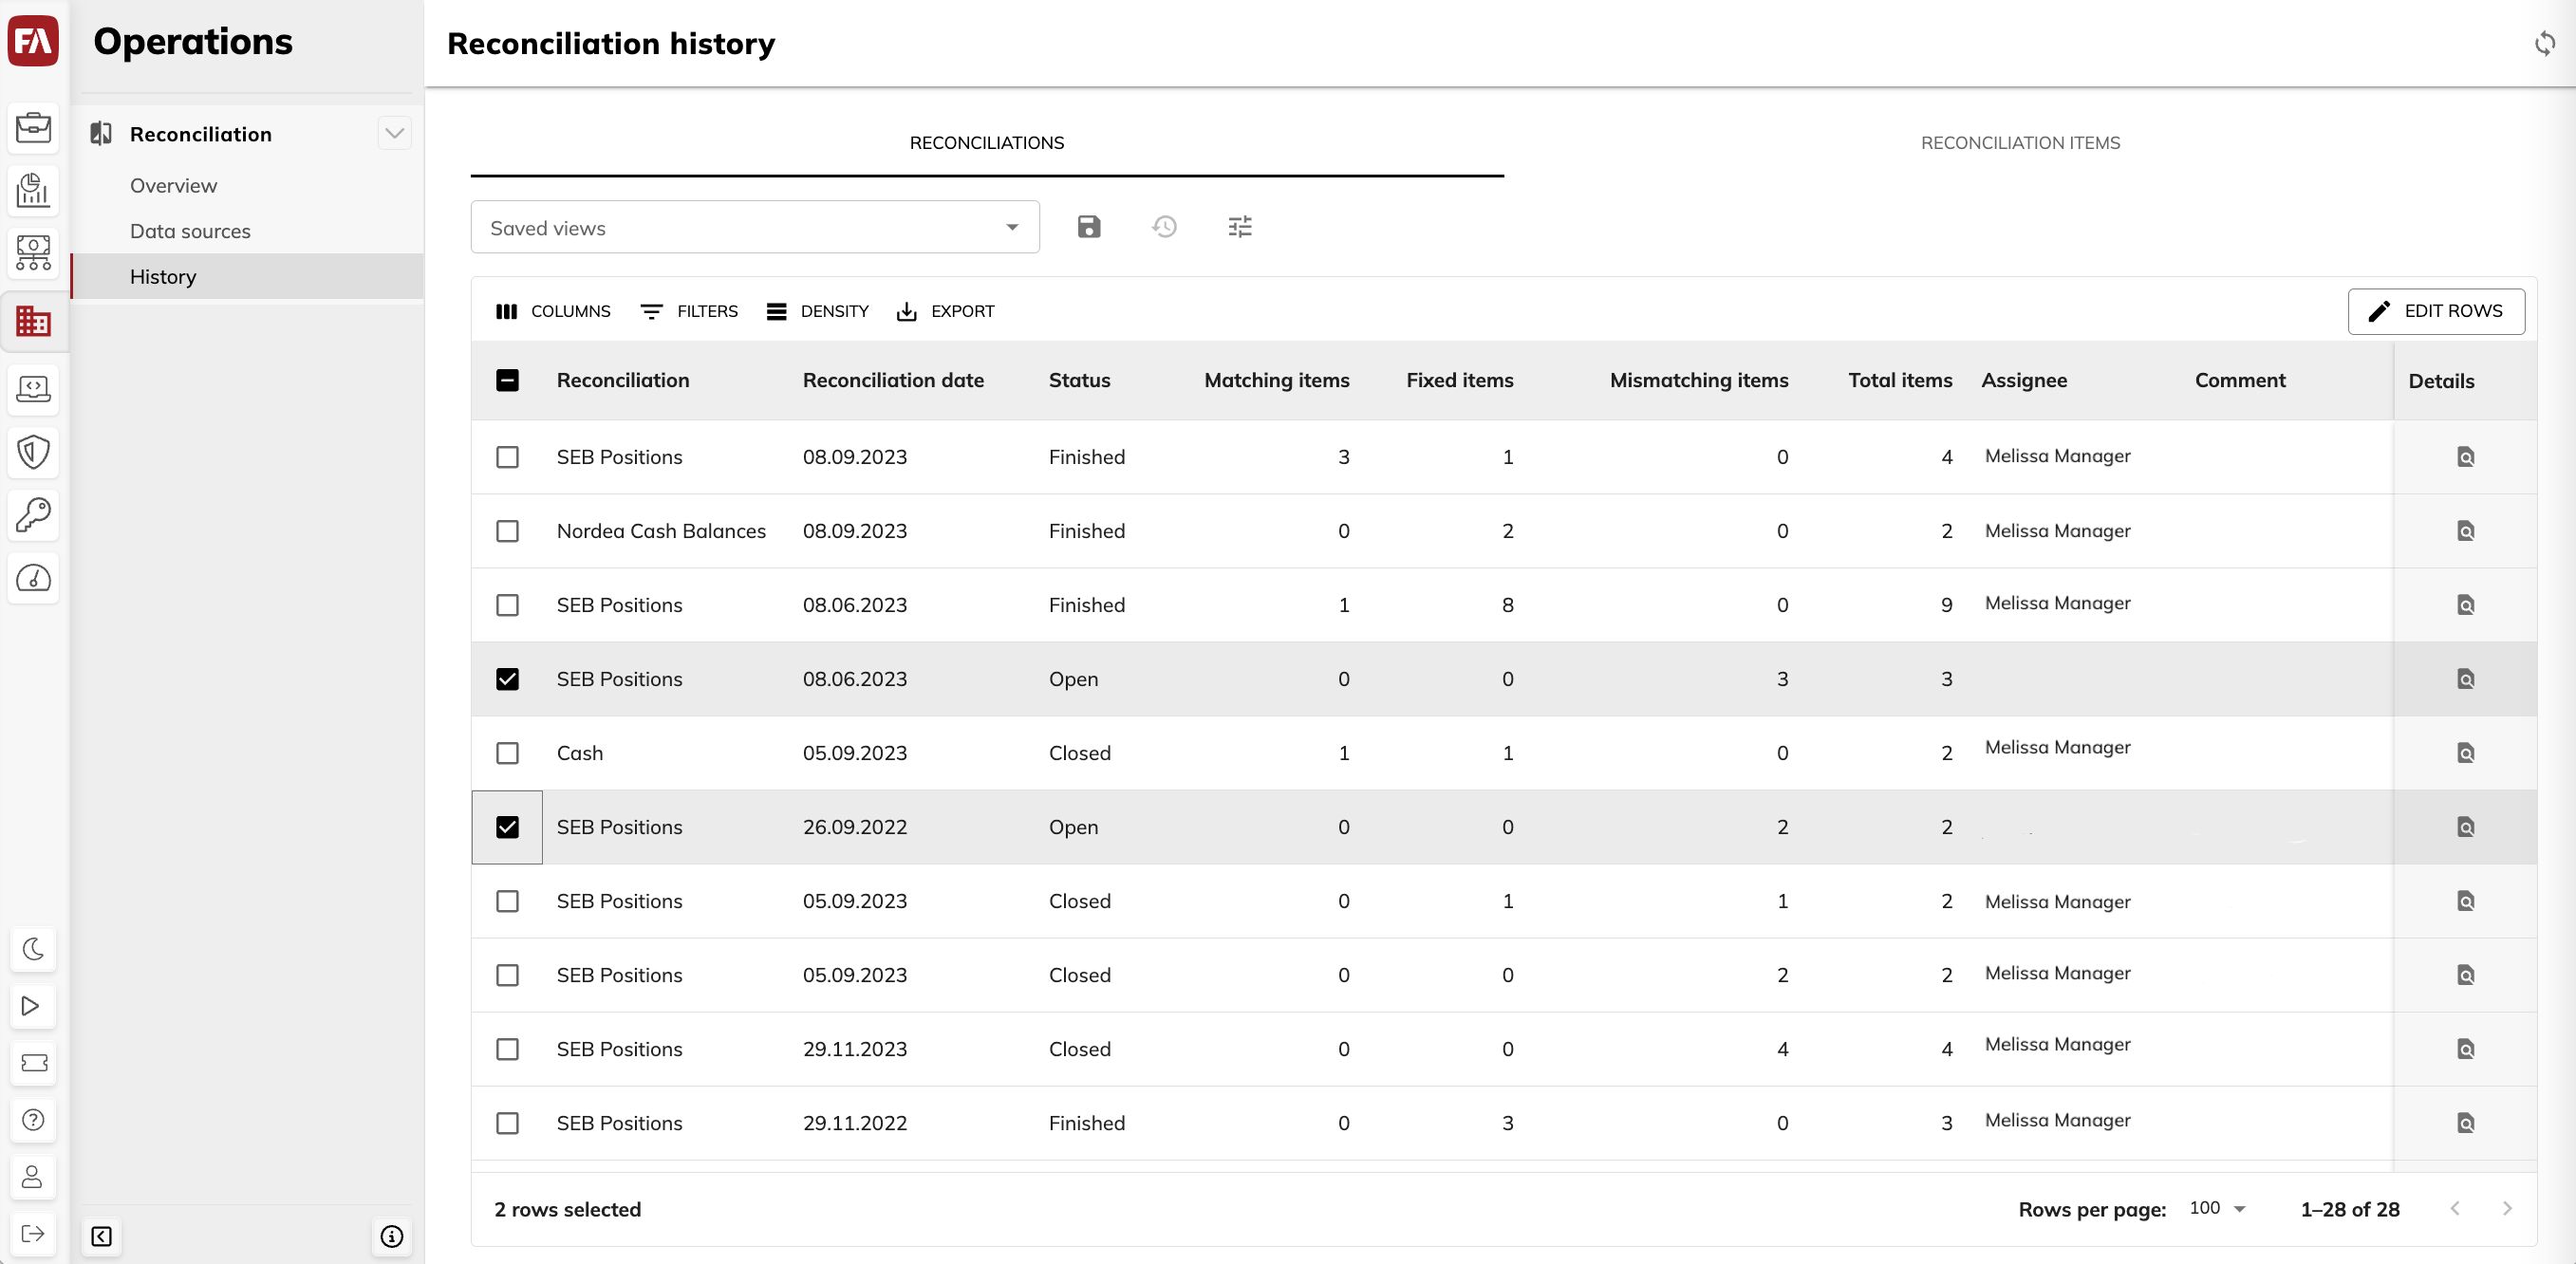 FA
Operations
Reconciliation history
Reconciliation
Overview
Data sources
History
RECONCILIATIONS
RECONCILIATION ITEMS
Saved views
COLUMNS FILTERS DENSITY EXPORT
EDIT ROWS
Reconciliation Reconciliation date Status Matching items Fixed items Mismatching items Total items Assignee Comment Details
SEB Positions 08.09.2023 Finished 3 1 0 4 Melissa Manager
Nordea Cash Balances 08.09.2023 Finished 0 2 0 2 Melissa Manager
SEB Positions 08.06.2023 Finished 1 8 0 9 Melissa Manager
SEB Positions 08.06.2023 Open 0 0 3 3
Cash 05.09.2023 Closed 1 1 0 2 Melissa Manager
SEB Positions 26.09.2022 Open 0 0 2 2
SEB Positions 05.09.2023 Closed 0 1 1 2 Melissa Manager
SEB Positions 05.09.2023 Closed 0 0 2 2 Melissa Manager
SEB Positions 29.11.2023 Closed 0 0 4 4 Melissa Manager
SEB Positions 29.11.2022 Finished 0 3 0 3 Melissa Manager
2 rows selected
Rows per page: 100 1–28 of 28